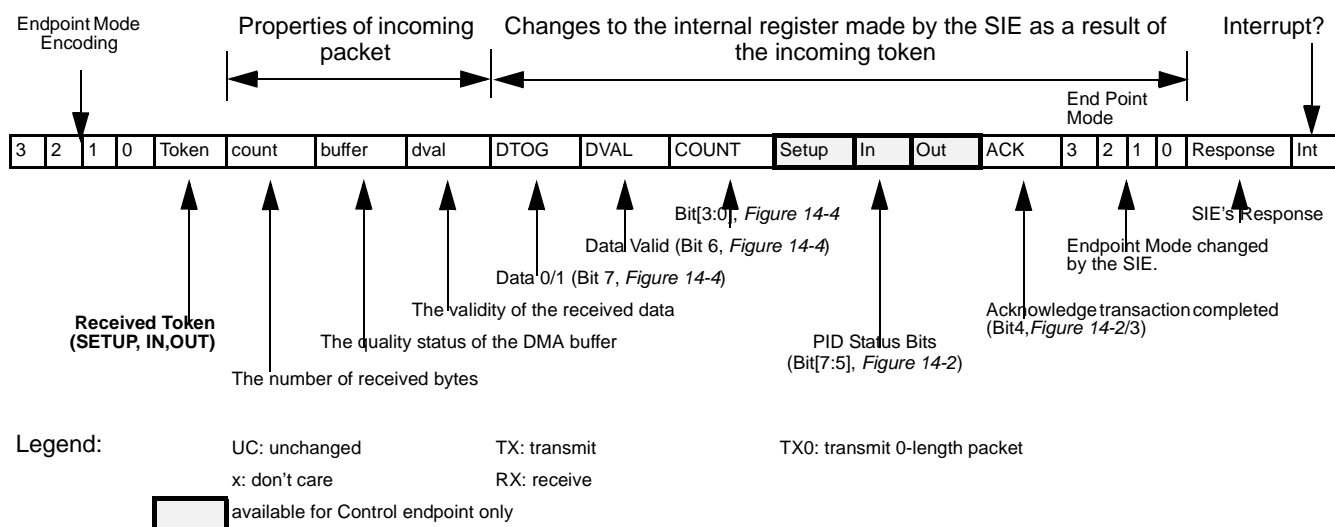 Endpoint Mode
Encoding
Properties of incoming
packet
Changes to the internal register made by the SIE as a result of
the incoming token
Interrupt?
End Point
Mode
3 2 1 0 Token count buffer dval DTOG DVAL COUNT Setup In Out ACK 3 2 1 0 Response Int
Bit[3:0], Figure 14-4
SIE's Response
Data Valid (Bit 6, Figure 14-4)
Endpoint Mode changed
by the SIE.
Data 0/1 (Bit 7, Figure 14-4)
The validity of the received data
Acknowledge transaction completed
(Bit4,Figure 14-2/3)
Received Token
(SETUP, IN,OUT)
The quality status of the DMA buffer
PID Status Bits
(Bit[7:5], Figure 14-2)
The number of received bytes
Legend:
UC: unchanged
TX: transmit
TX0: transmit 0-length packet
x: don't care
RX: receive
available for Control endpoint only